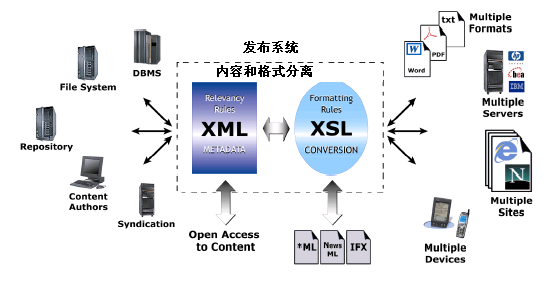 发布系统
内容和格式分离
File System
DBMS
Repository
Content
Authors
Syndication
Relevancy
Rules
XML
METADATA
Formatting
Rules
XSL
CONVERSION
Open Access
to Content
*ML
News
ML
IFX
txt
PDF
W
Word
Multiple
Formats
hp
bea
IBM
Multiple
Servers
N
Multiple
Sites
Multiple
Devices